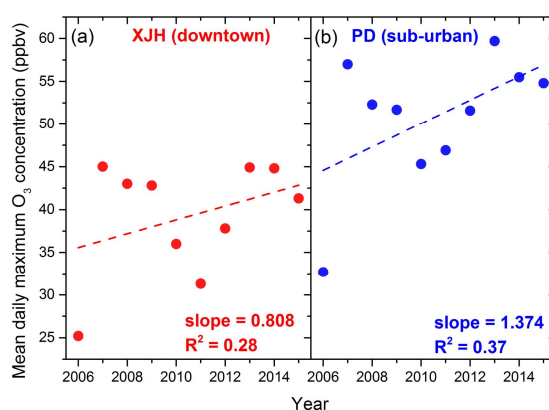 Mean daily maximum O₃ concentration (ppbv)
60
55
50
45
40
35
30
25
(a)
XJH (downtown)
slope = 0.808
R² = 0.28
(b)
PD (sub-urban)
slope = 1.374
R² = 0.37
2006 2008 2010 2012 2014 2006 2008 2010 2012 2014
Year